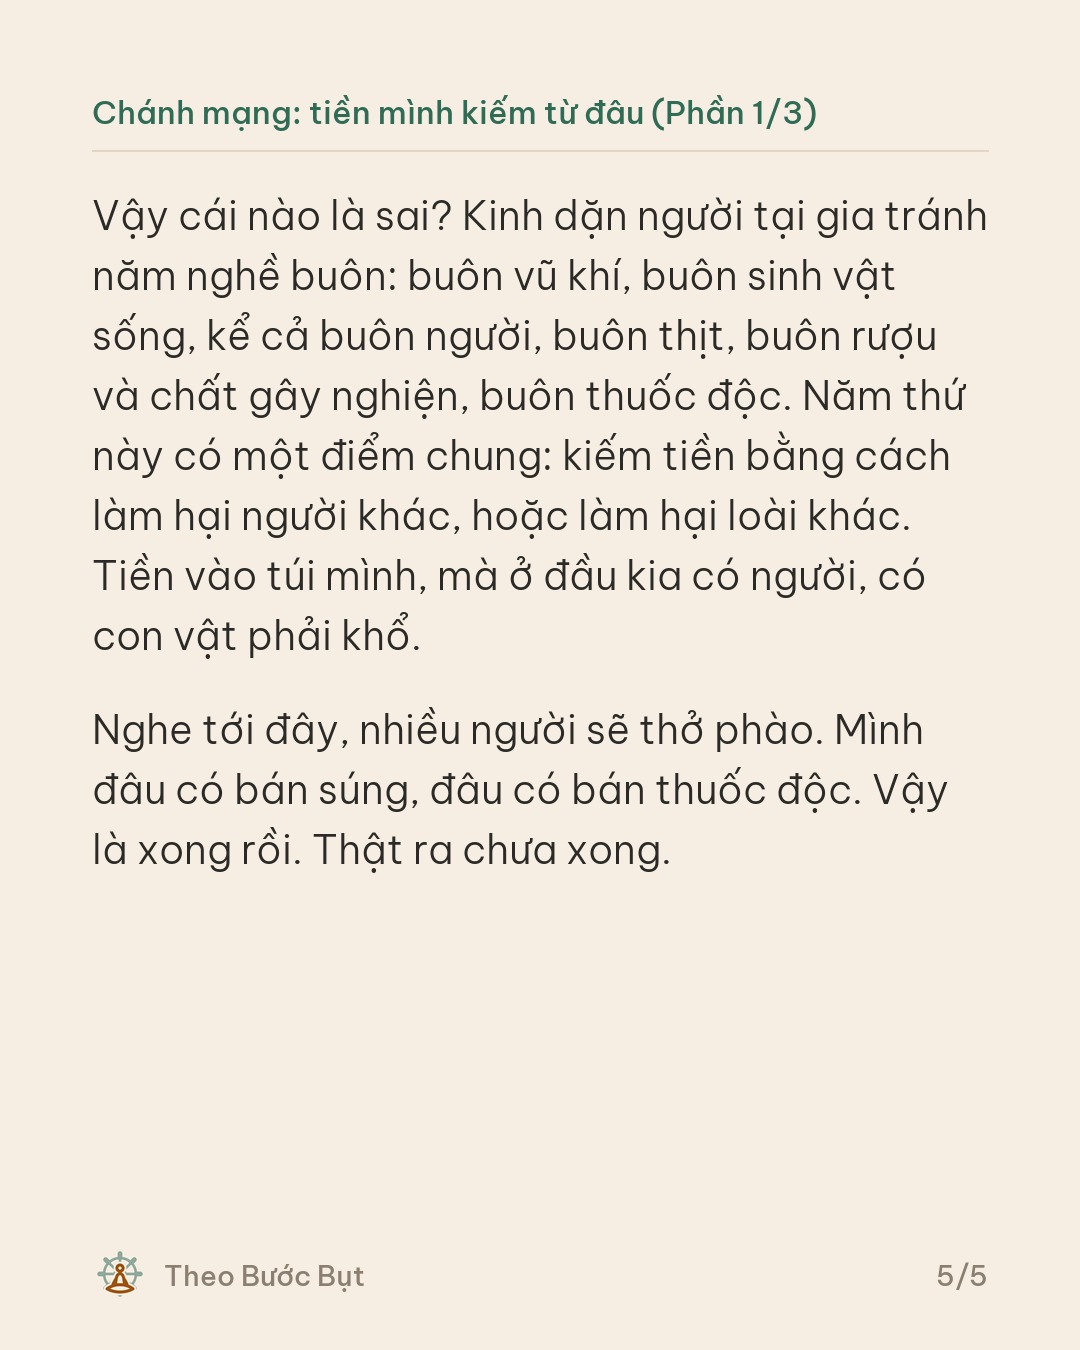 Chánh mạng: tiền mình kiếm từ đâu (Phần 1/3)
Vậy cái nào là sai? Kinh dặn người tại gia tránh
năm nghề buôn: buôn vũ khí, buôn sinh vật
sống, kể cả buôn người, buôn thịt, buôn rượu
và chất gây nghiện, buôn thuốc độc. Năm thứ
này có một điểm chung: kiếm tiền bằng cách
làm hại người khác, hoặc làm hại loài khác.
Tiền vào túi mình, mà ở đầu kia có người, có
con vật phải khổ.
Nghe tới đây, nhiều người sẽ thở phào. Mình
đâu có bán súng, đâu có bán thuốc độc. Vậy
là xong rồi. Thật ra chưa xong.
Theo Bước Bụt
5/5